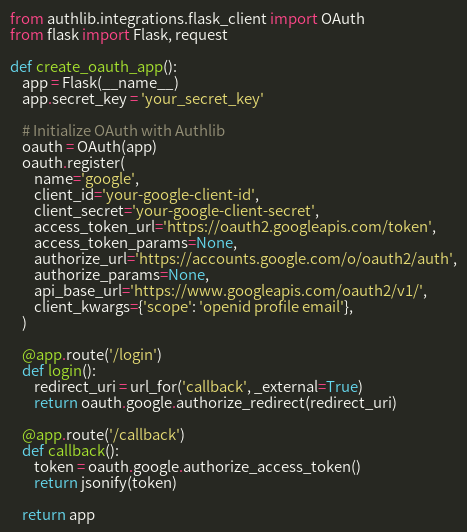 from authlib.integrations.flask_client import OAuth
from flask import Flask, request

def create_oauth_app():
    app = Flask(__name__)
    app.secret_key = 'your_secret_key'

    # Initialize OAuth with Authlib
    oauth = OAuth(app)
    oauth.register(
        name='google',
        client_id='your-google-client-id',
        client_secret='your-google-client-secret',
        access_token_url='https://oauth2.googleapis.com/token',
        access_token_params=None,
        authorize_url='https://accounts.google.com/o/oauth2/auth',
        authorize_params=None,
        api_base_url='https://www.googleapis.com/oauth2/v1/',
        client_kwargs={'scope': 'openid profile email'},
    )

    @app.route('/login')
    def login():
        redirect_uri = url_for('callback', _external=True)
        return oauth.google.authorize_redirect(redirect_uri)

    @app.route('/callback')
    def callback():
        token = oauth.google.authorize_access_token()
        return jsonify(token)

    return app